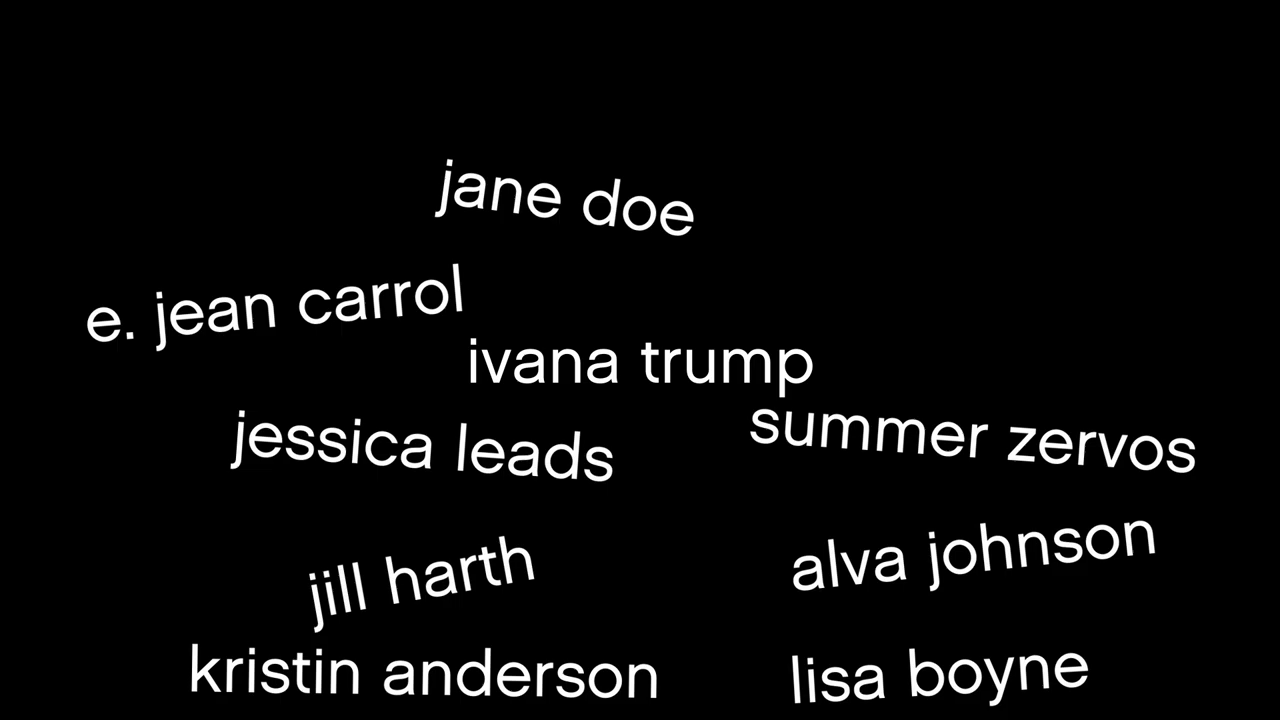 jane doe
e. jean carrol
ivana trump
jessica leads
summer zervos
jill harth
alva johnson
kristin anderson
lisa boyne